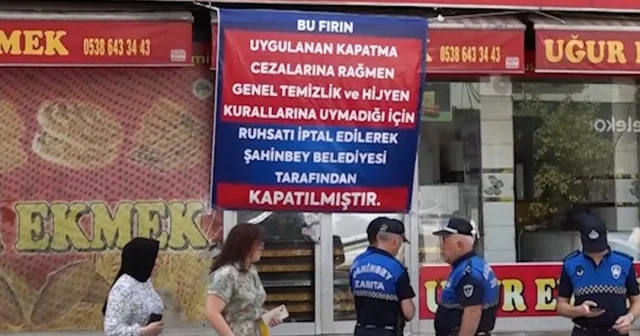 EKMEK
0538 643 34 43
BU FIRIN
UYGULANAN KAPATMA
CEZALARINA RAĞMEN
GENEL TEMİZLİK ve HİJYEN
KURALLARINA UYMADIĞI İÇİN
RUHSATI İPTAL EDİLEREK
ŞAHİNBEY BELEDİYESİ
TARAFINDAN
KAPATILMIŞTIR.
0538 643 34 43
UĞUR E
EKMEK
ŞAHİNBEY
ZABITA
UĞUR E